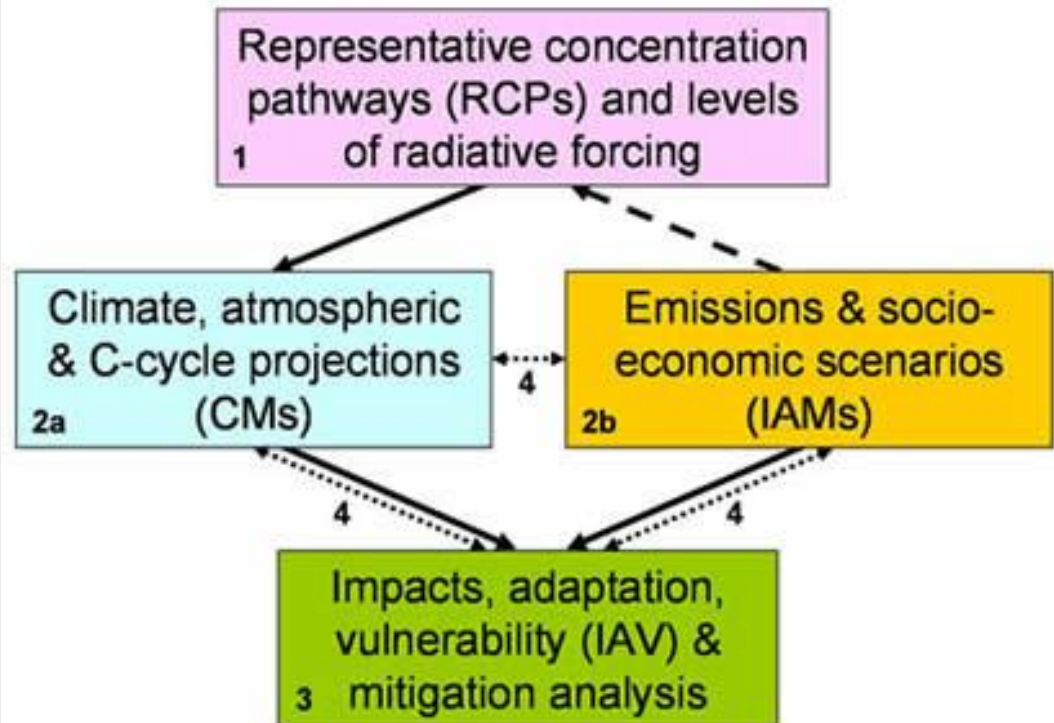 Representative concentration
pathways (RCPs) and levels
1 of radiative forcing
Climate, atmospheric
& C-cycle projections
2a (CMs)
4
Emissions & socio-
economic scenarios
2b (IAMs)
4
4
Impacts, adaptation,
vulnerability (IAV) &
3 mitigation analysis